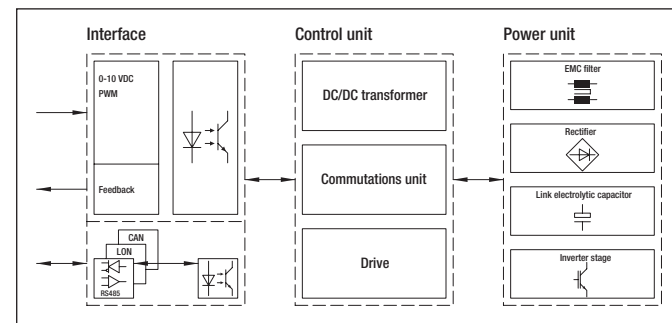 Interface
Control unit
Power unit
0-10 VDC
PWM
Feedback
CAN
LON
RS485
DC/DC transformer
Commutations unit
Drive
EMC filter
Rectifier
Link electrolytic capacitor
Inverter stage